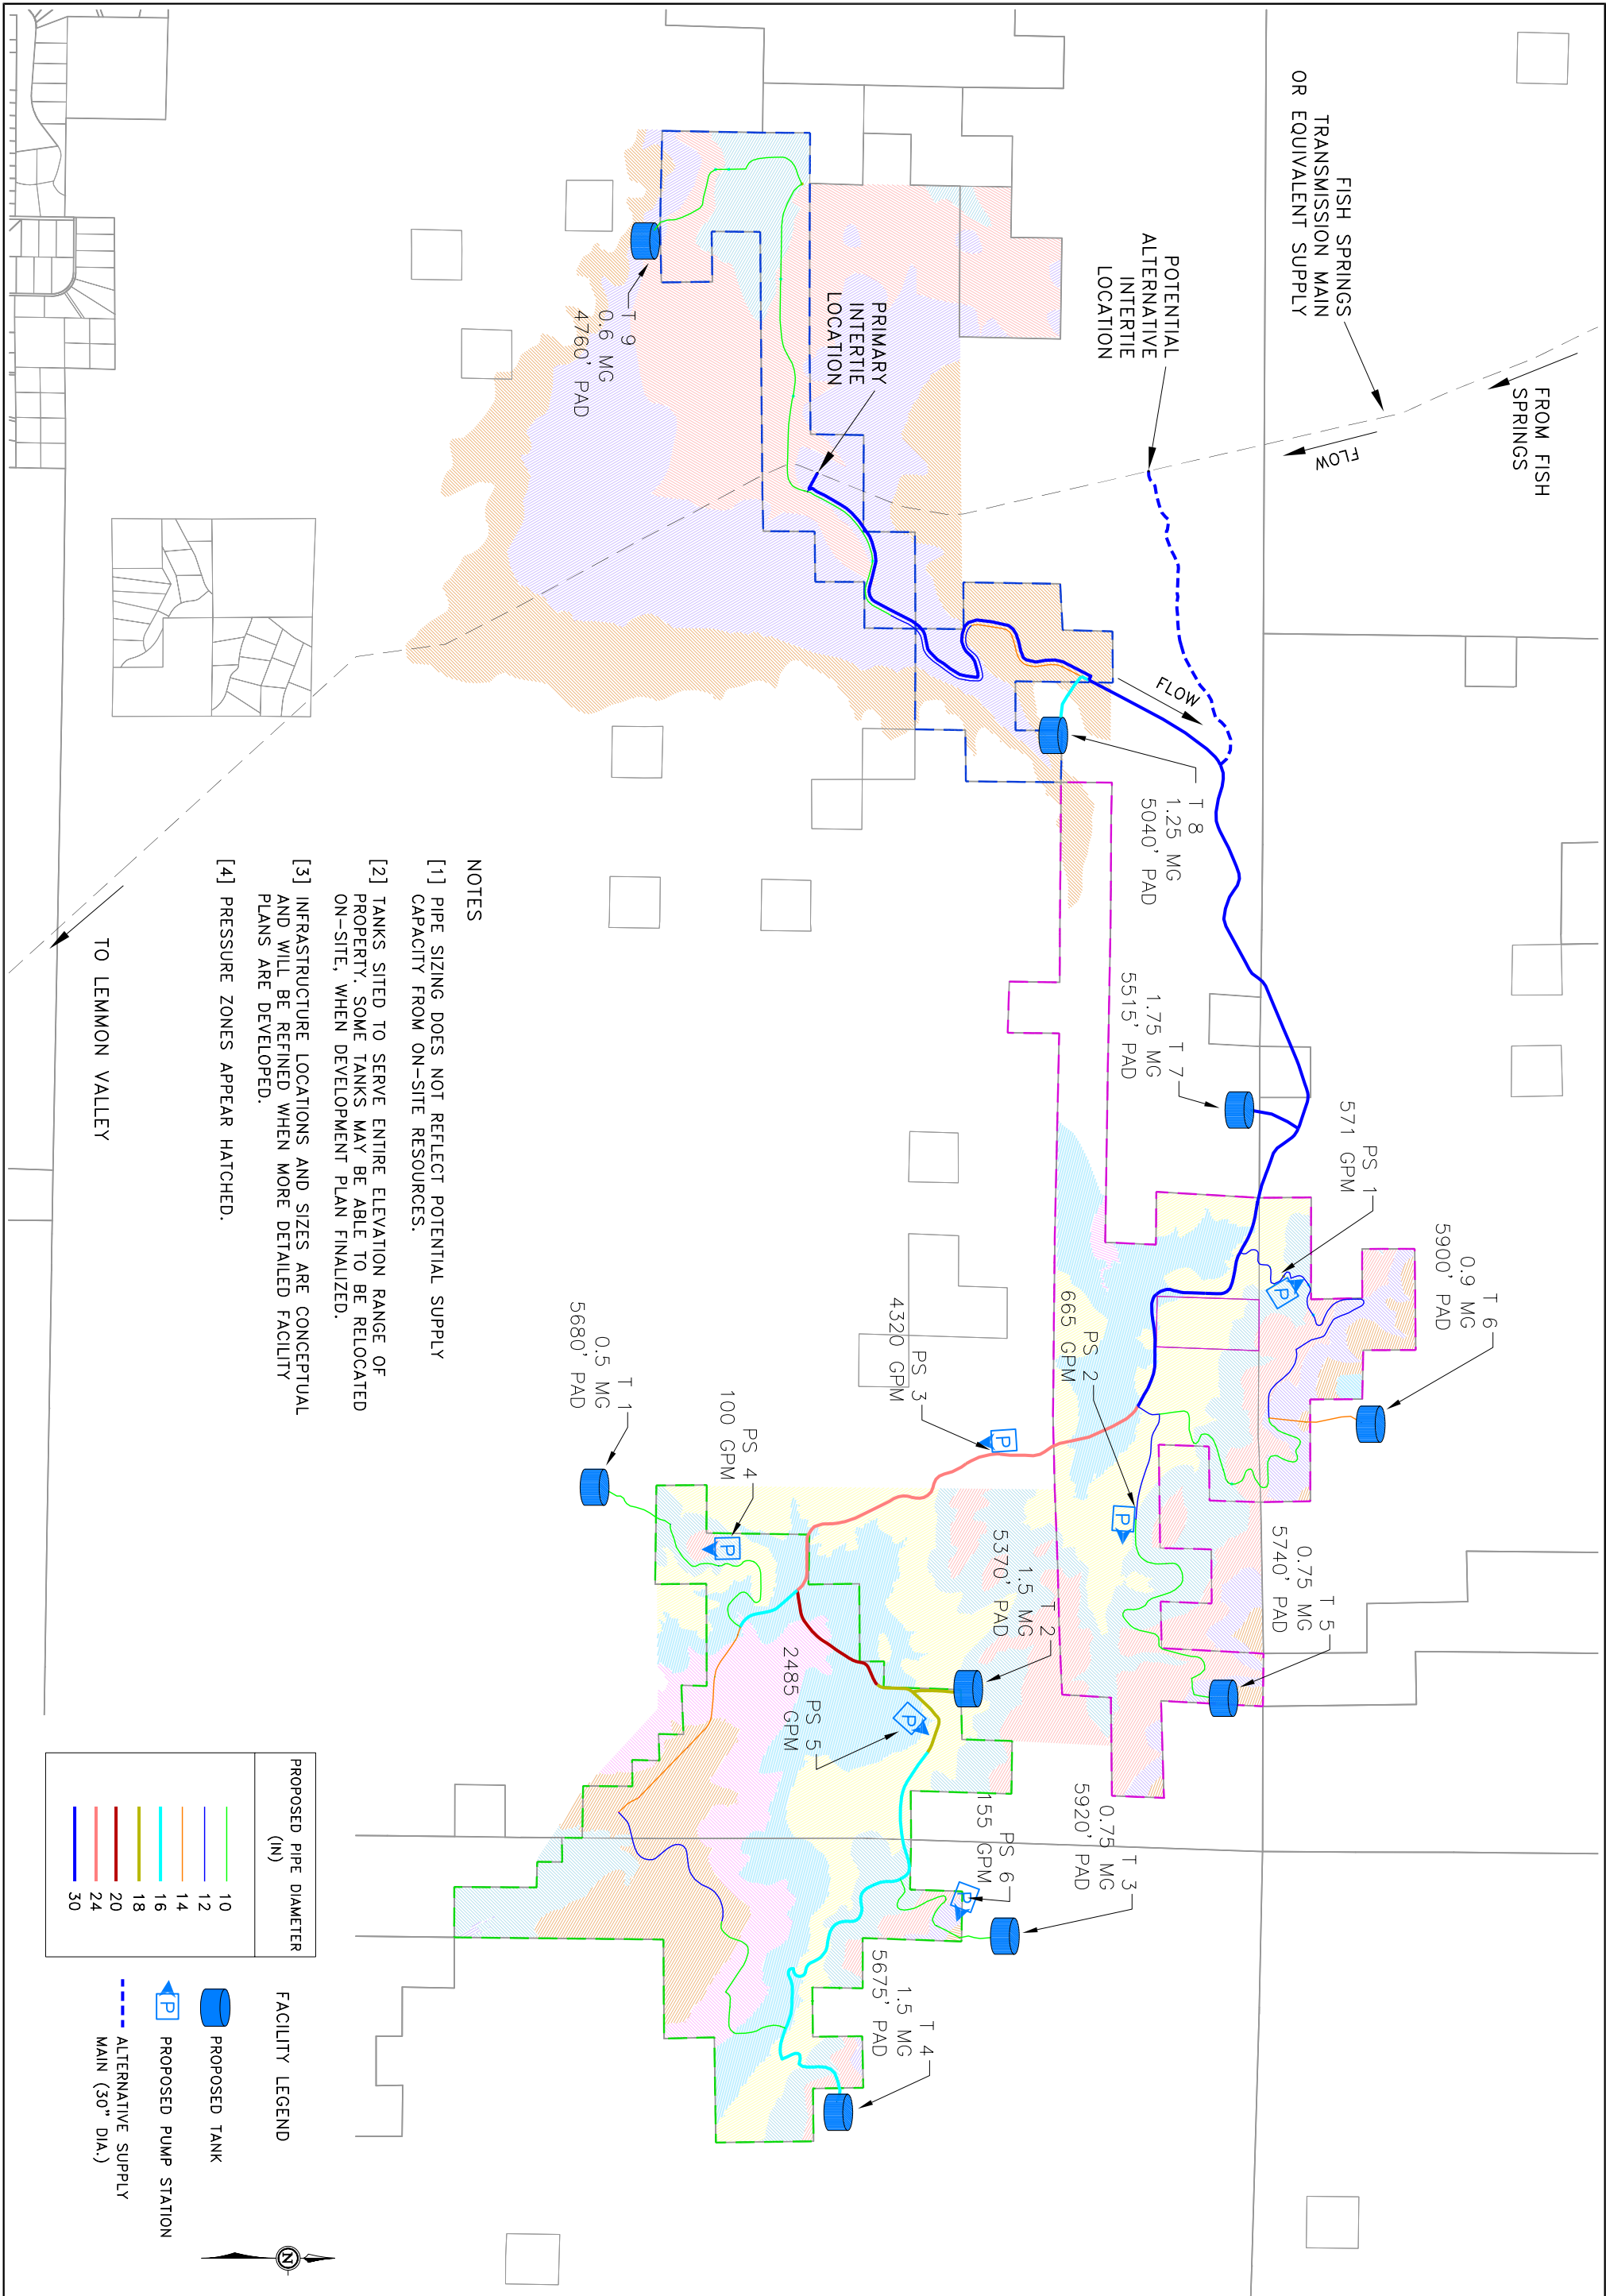 FROM FISH
SPRINGS
FLOW
FISH SPRINGS
TRANSMISSION MAIN
OR EQUIVALENT SUPPLY
POTENTIAL
ALTERNATIVE
INTERTIE
LOCATION
PRIMARY
INTERTIE
LOCATION
T 9
0.6 MG
4760' PAD
FLOW
T 8
1.25 MG
5040' PAD
T 7
1.75 MG
5515' PAD
PS 1
571 GPM
T 6
0.9 MG
5900' PAD
PS 2
665 GPM
PS 3
4320 GPM
T 5
0.75 MG
5740' PAD
T 2
1.5 MG
5370' PAD
PS 4
100 GPM
T 1
0.5 MG
5680' PAD
PS 5
2485 GPM
T 3
0.75 MG
5920' PAD
PS 6
155 GPM
T 4
1.5 MG
5675' PAD
P
P
P
P
P
P
NOTES
[1] PIPE SIZING DOES NOT REFLECT POTENTIAL SUPPLY
CAPACITY FROM ON-SITE RESOURCES.
[2] TANKS SITED TO SERVE ENTIRE ELEVATION RANGE OF
PROPERTY. SOME TANKS MAY BE ABLE TO BE RELOCATED
ON-SITE, WHEN DEVELOPMENT PLAN FINALIZED.
[3] INFRASTRUCTURE LOCATIONS AND SIZES ARE CONCEPTUAL
AND WILL BE REFINED WHEN MORE DETAILED FACILITY
PLANS ARE DEVELOPED.
[4] PRESSURE ZONES APPEAR HATCHED.
TO LEMMON VALLEY
PROPOSED PIPE DIAMETER
(IN)
10
12
14
16
18
20
24
30
FACILITY LEGEND
PROPOSED TANK
P
PROPOSED PUMP STATION
ALTERNATIVE SUPPLY
MAIN (30" DIA.)
N